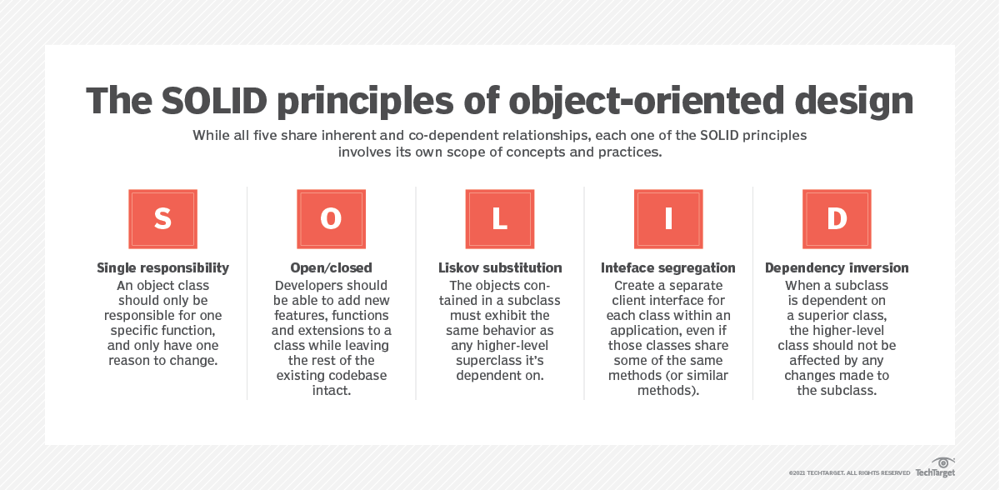 The SOLID principles of object-oriented design
While all five share inherent and co-dependent relationships, each one of the SOLID principles
involves its own scope of concepts and practices.
S
Single responsibility
An object class
should only be
responsible for one
specific function,
and only have one
reason to change.
O
Open/closed
Developers should
be able to add new
features, functions
and extensions to a
class while leaving
the rest of the
existing codebase
intact.
L
Liskov substitution
The objects con-
tained in a subclass
must exhibit the
same behavior as
any higher-level
superclass it's
dependent on.
I
Inteface segregation
Create a separate
client interface for
each class within an
application, even if
those classes share
some of the same
methods (or similar
methods).
D
Dependency inversion
When a subclass
is dependent on
a superior class,
the higher-level
class should not be
affected by any
changes made to
the subclass.
©2021 TECHTARGET. ALL RIGHTS RESERVED TechTarget